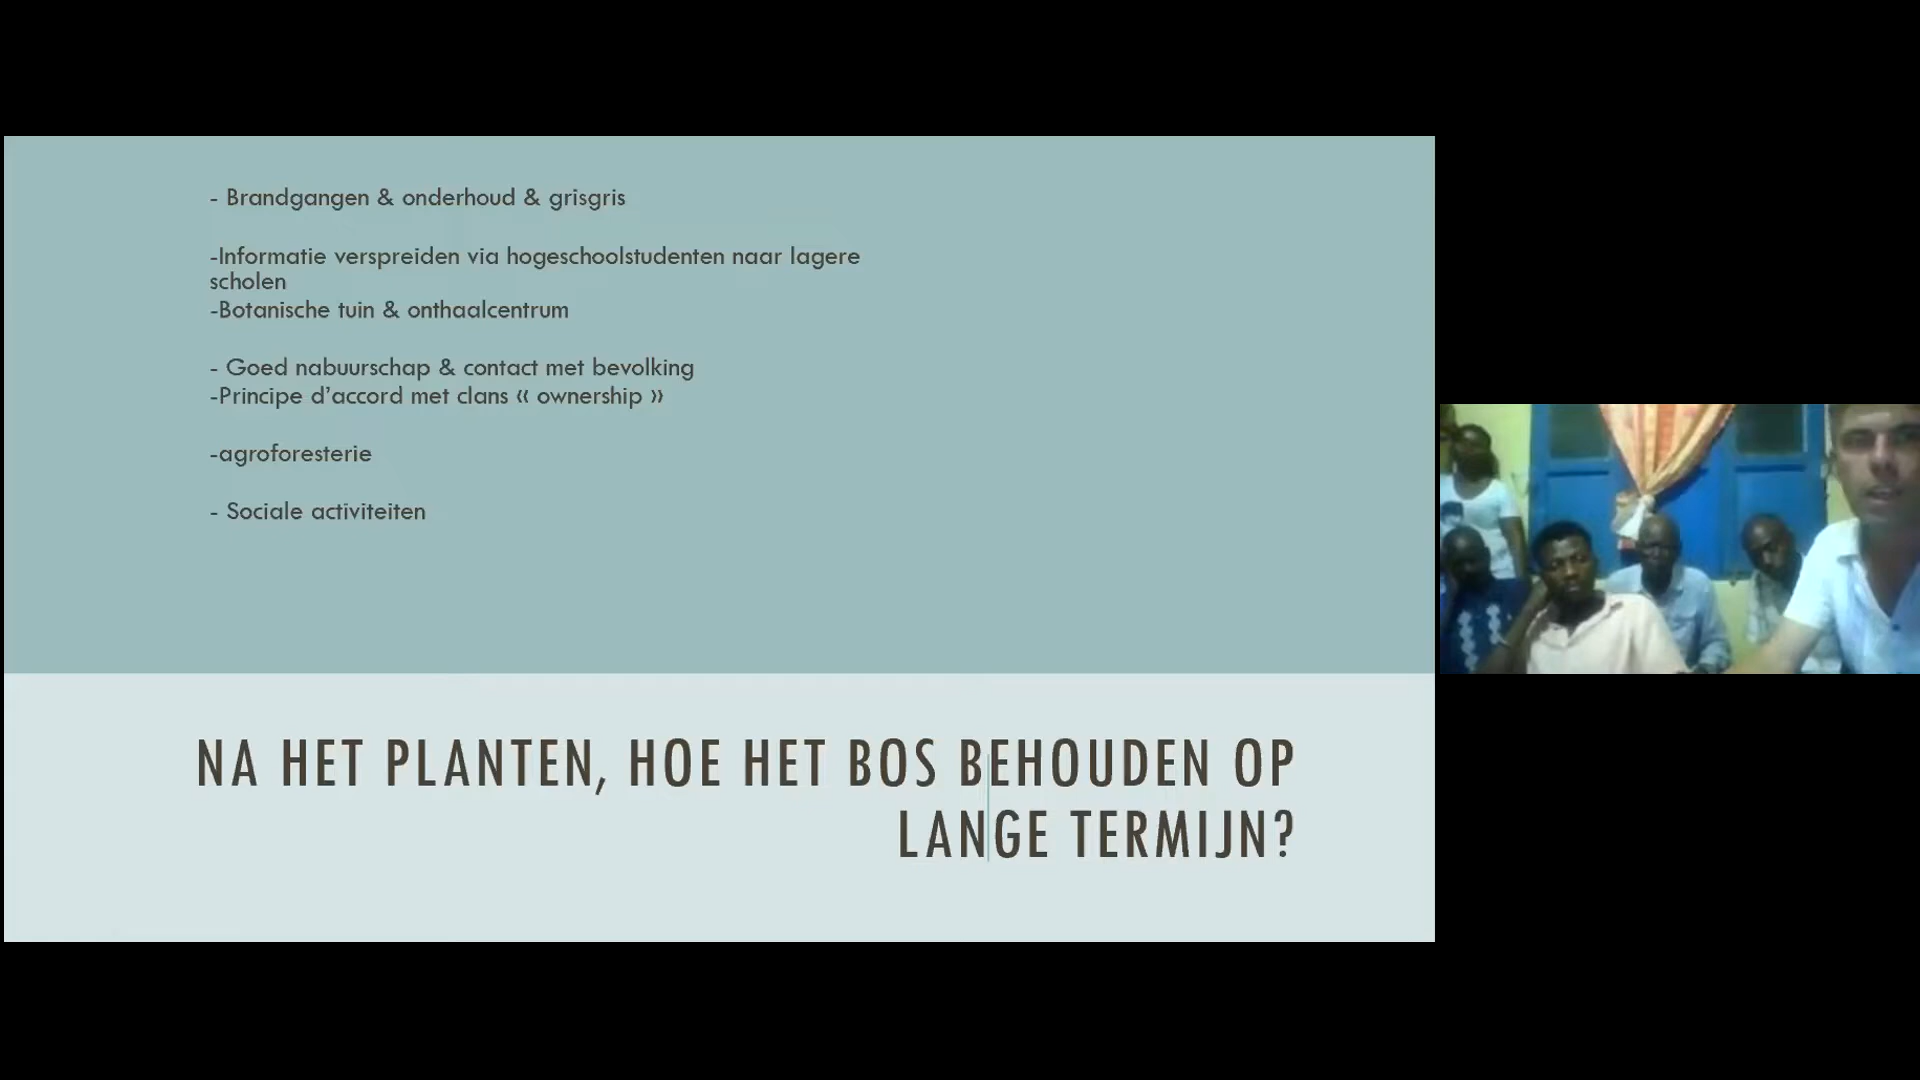 - Brandgangen & onderhoud & grisgris
-Informatie verspreiden via hogeschoolstudenten naar lagere
scholen
-Botanische tuin & onthaalcentrum
- Goed nabuurschap & contact met bevolking
-Principe d’accord met clans « ownership »
-agroforesterie
- Sociale activiteiten
NA HET PLANTEN, HOE HET BOS BEHOUDEN OP
LANGE TERMIJN?